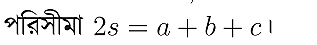 পরিসীমা 2s = a + b + c।